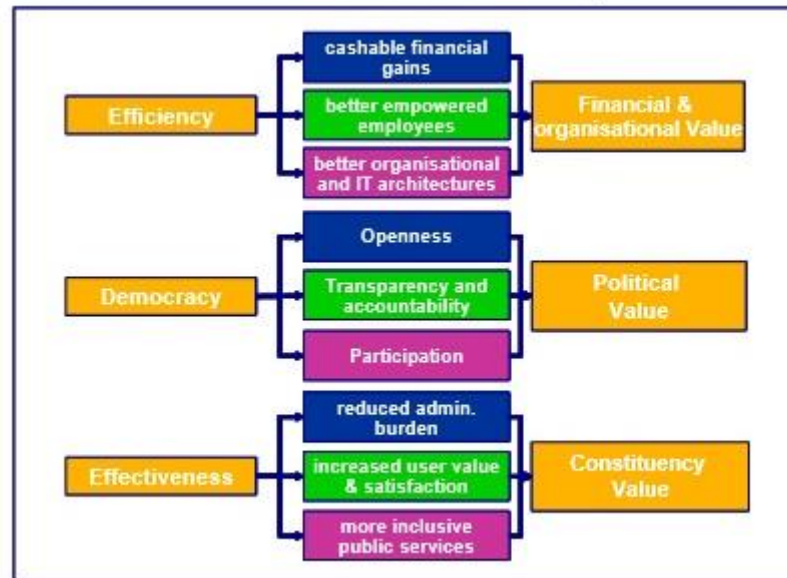 cashable financial
gains
Efficiency
better empowered
employees
Financial &
organisational Value
better organisational
and IT architectures
Openness
Democracy
Transparency and
accountability
Political
Value
Participation
reduced admin.
burden
Effectiveness
increased user value
& satisfaction
Constituency
Value
more inclusive
public services